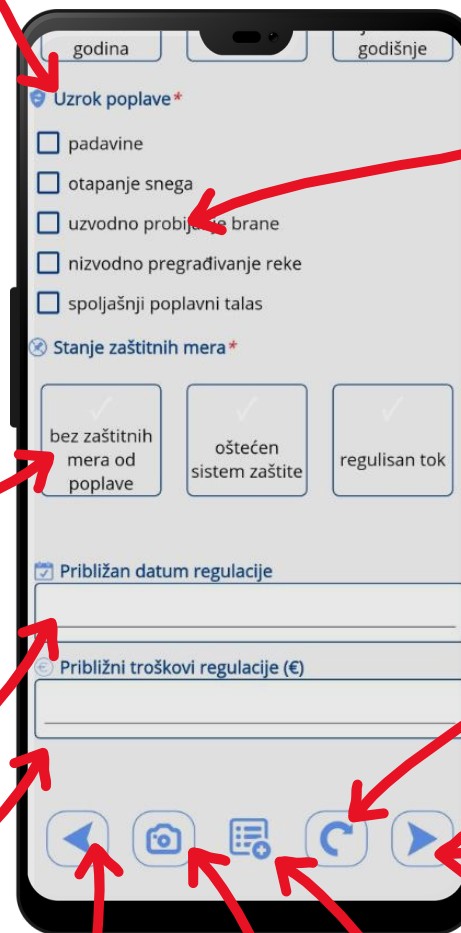 godina
godišnje
Uzrok poplave*
padavine
otapanje snega
uzvodno probijanje brane
nizvodno pregrađivanje reke
spoljašnji poplavni talas
Stanje zaštitnih mera*
bez zaštitnih
mera od
poplave
oštećen
sistem zaštite
regulisan tok
Približan datum regulacije
Približni troškovi regulacije (€)